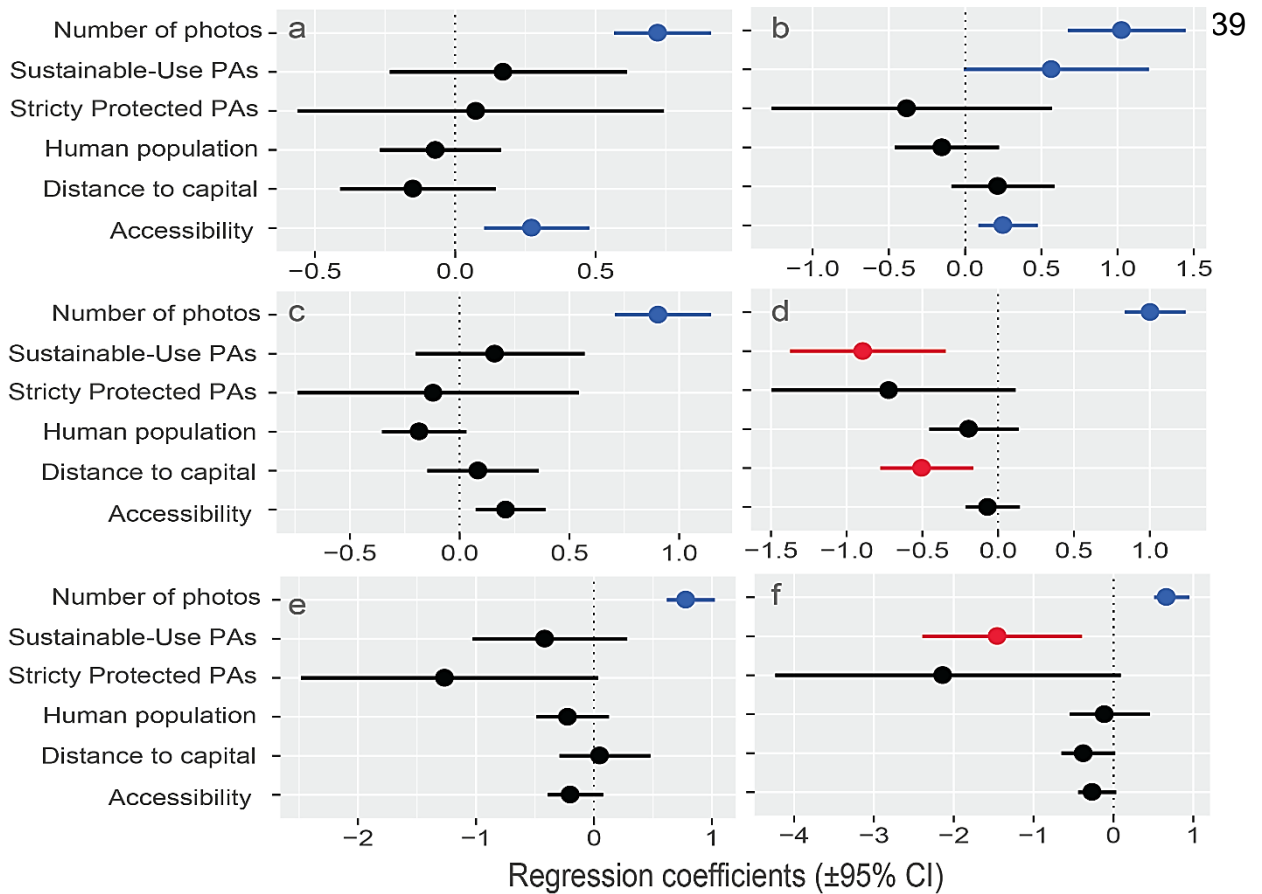 39
a
b
Number of photos
Sustainable-Use PAs
Stricty Protected PAs
Human population
Distance to capital
Accessibility
−0.5 0.0 0.5
−1.0 −0.5 0.0 0.5 1.0 1.5
c
d
Number of photos
Sustainable-Use PAs
Stricty Protected PAs
Human population
Distance to capital
Accessibility
−0.5 0.0 0.5 1.0
−1.5 −1.0 −0.5 0.0 0.5 1.0
e
f
Number of photos
Sustainable-Use PAs
Stricty Protected PAs
Human population
Distance to capital
Accessibility
−2 −1 0 1
−4 −3 −2 −1 0 1
Regression coefficients (±95% CI)